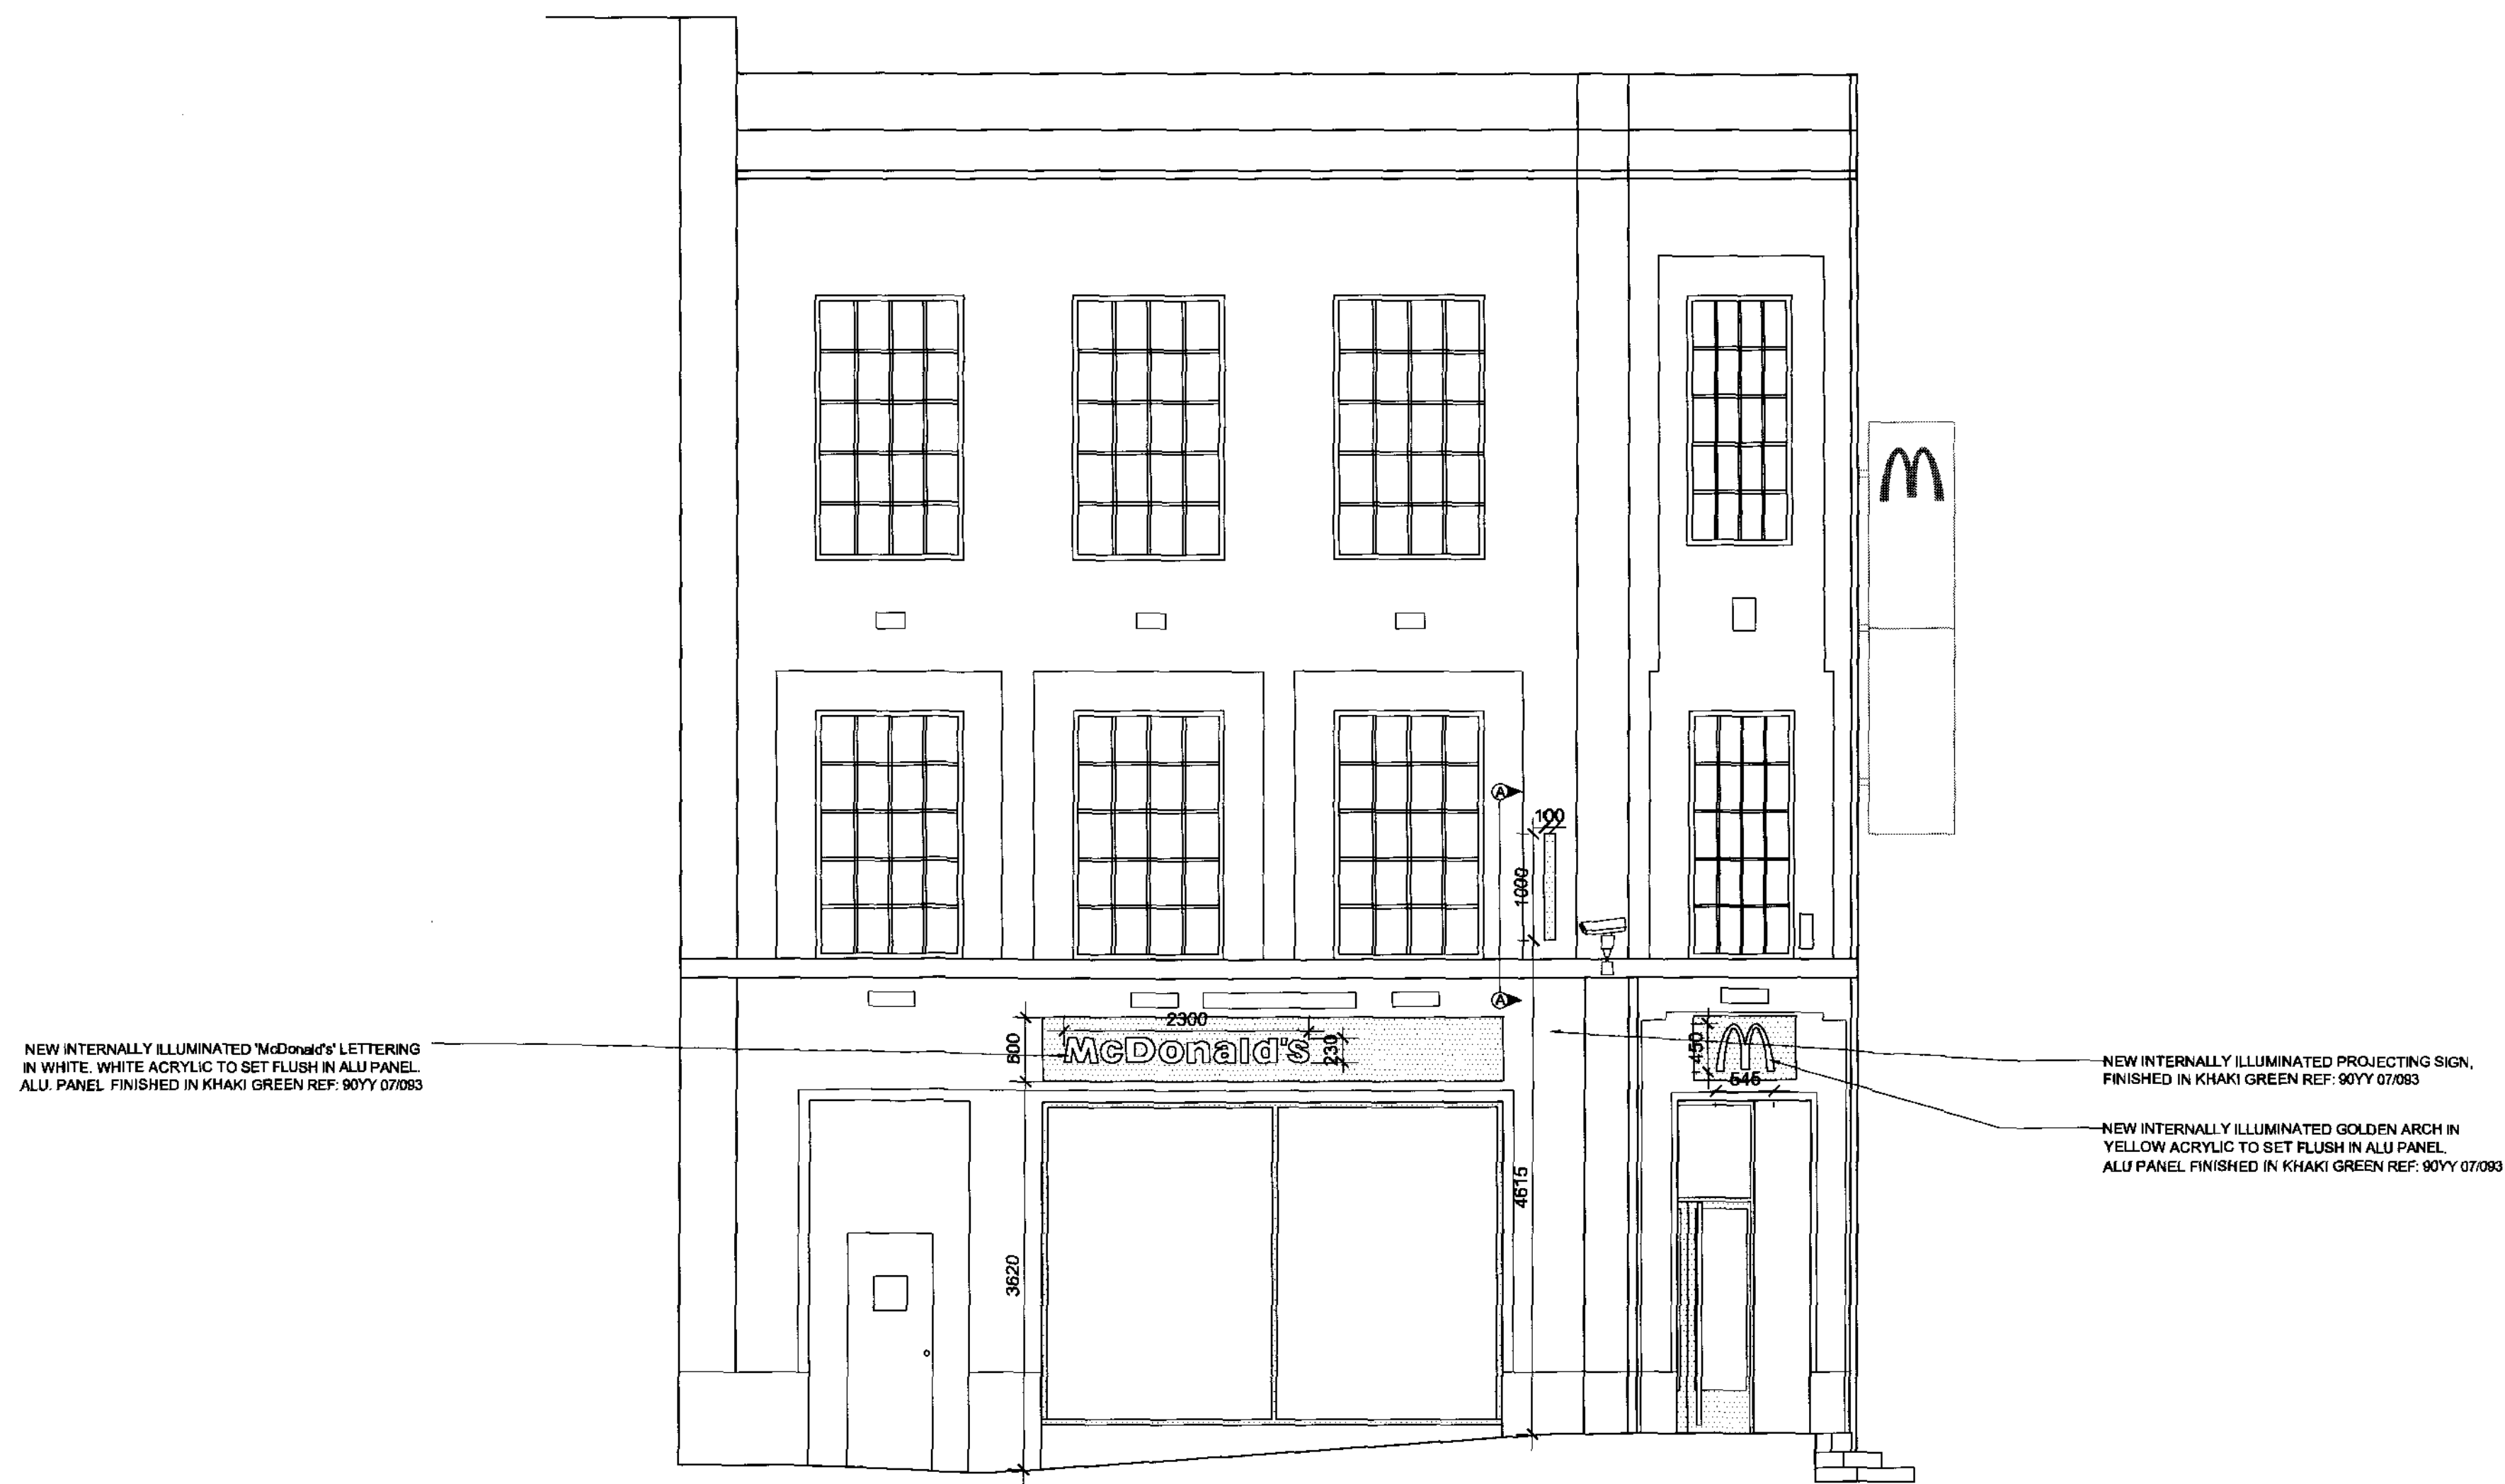 A
100
1000
A
2300
600
McDonald's
230
450
545
4615
3620
NEW INTERNALLY ILLUMINATED 'McDonald's' LETTERING
IN WHITE. WHITE ACRYLIC TO SET FLUSH IN ALU PANEL.
ALU. PANEL FINISHED IN KHAKI GREEN REF: 90YY 07/093
NEW INTERNALLY ILLUMINATED PROJECTING SIGN,
FINISHED IN KHAKI GREEN REF: 90YY 07/093
NEW INTERNALLY ILLUMINATED GOLDEN ARCH IN
YELLOW ACRYLIC TO SET FLUSH IN ALU PANEL.
ALU PANEL FINISHED IN KHAKI GREEN REF: 90YY 07/093